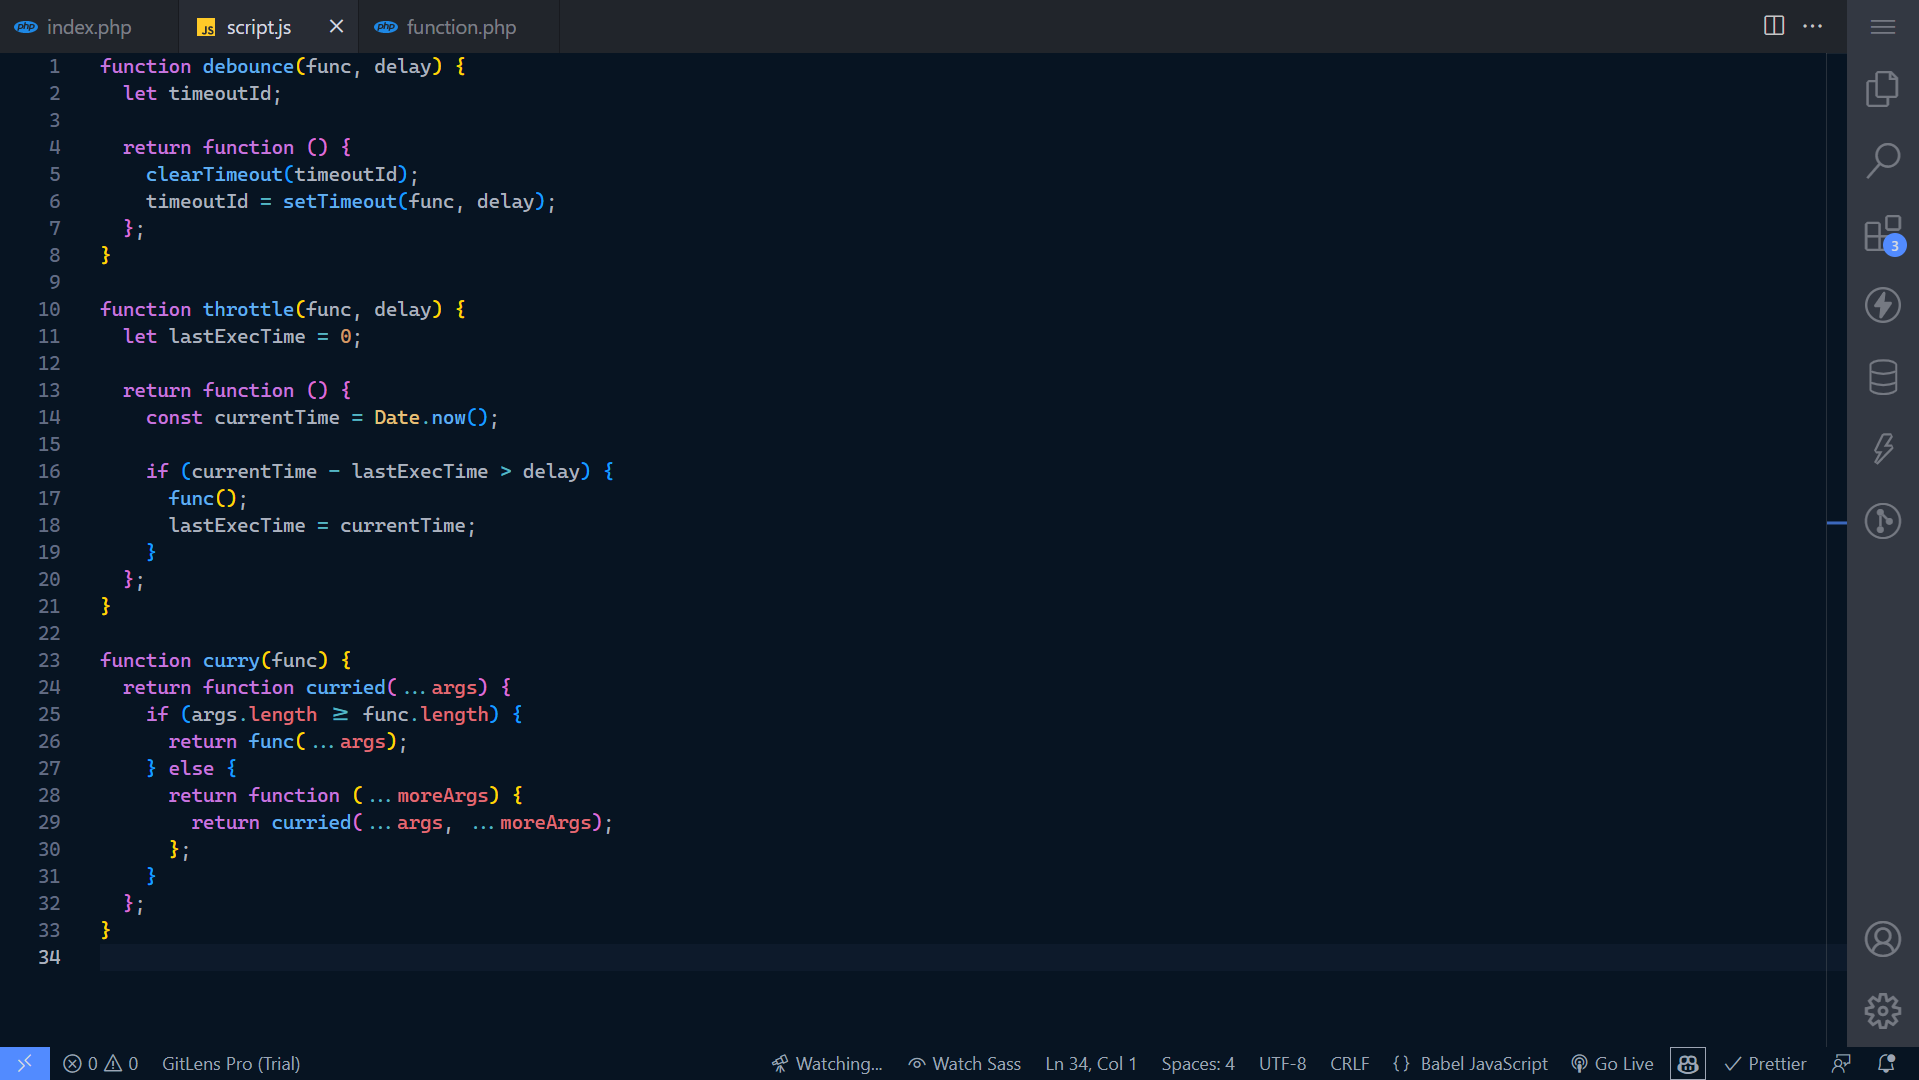 index.php
script.js
function.php
1 function debounce(func, delay) {
2   let timeoutId;
3
4   return function () {
5     clearTimeout(timeoutId);
6     timeoutId = setTimeout(func, delay);
7   };
8 }
9
10 function throttle(func, delay) {
11   let lastExecTime = 0;
12
13   return function () {
14     const currentTime = Date.now();
15
16     if (currentTime - lastExecTime > delay) {
17       func();
18       lastExecTime = currentTime;
19     }
20   };
21 }
22
23 function curry(func) {
24   return function curried(...args) {
25     if (args.length ≥ func.length) {
26       return func(...args);
27     } else {
28       return function (...moreArgs) {
29         return curried(...args, ...moreArgs);
30       };
31     }
32   };
33 }
34
3
0 0 GitLens Pro (Trial) Watching... Watch Sass Ln 34, Col 1 Spaces: 4 UTF-8 CRLF {} Babel JavaScript Go Live Prettier